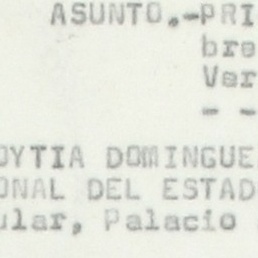 ASUNTO.-PRI
bre
Ver
- -
OYTIA DOMINGUE
ONAL DEL ESTAD
ular, Palacio